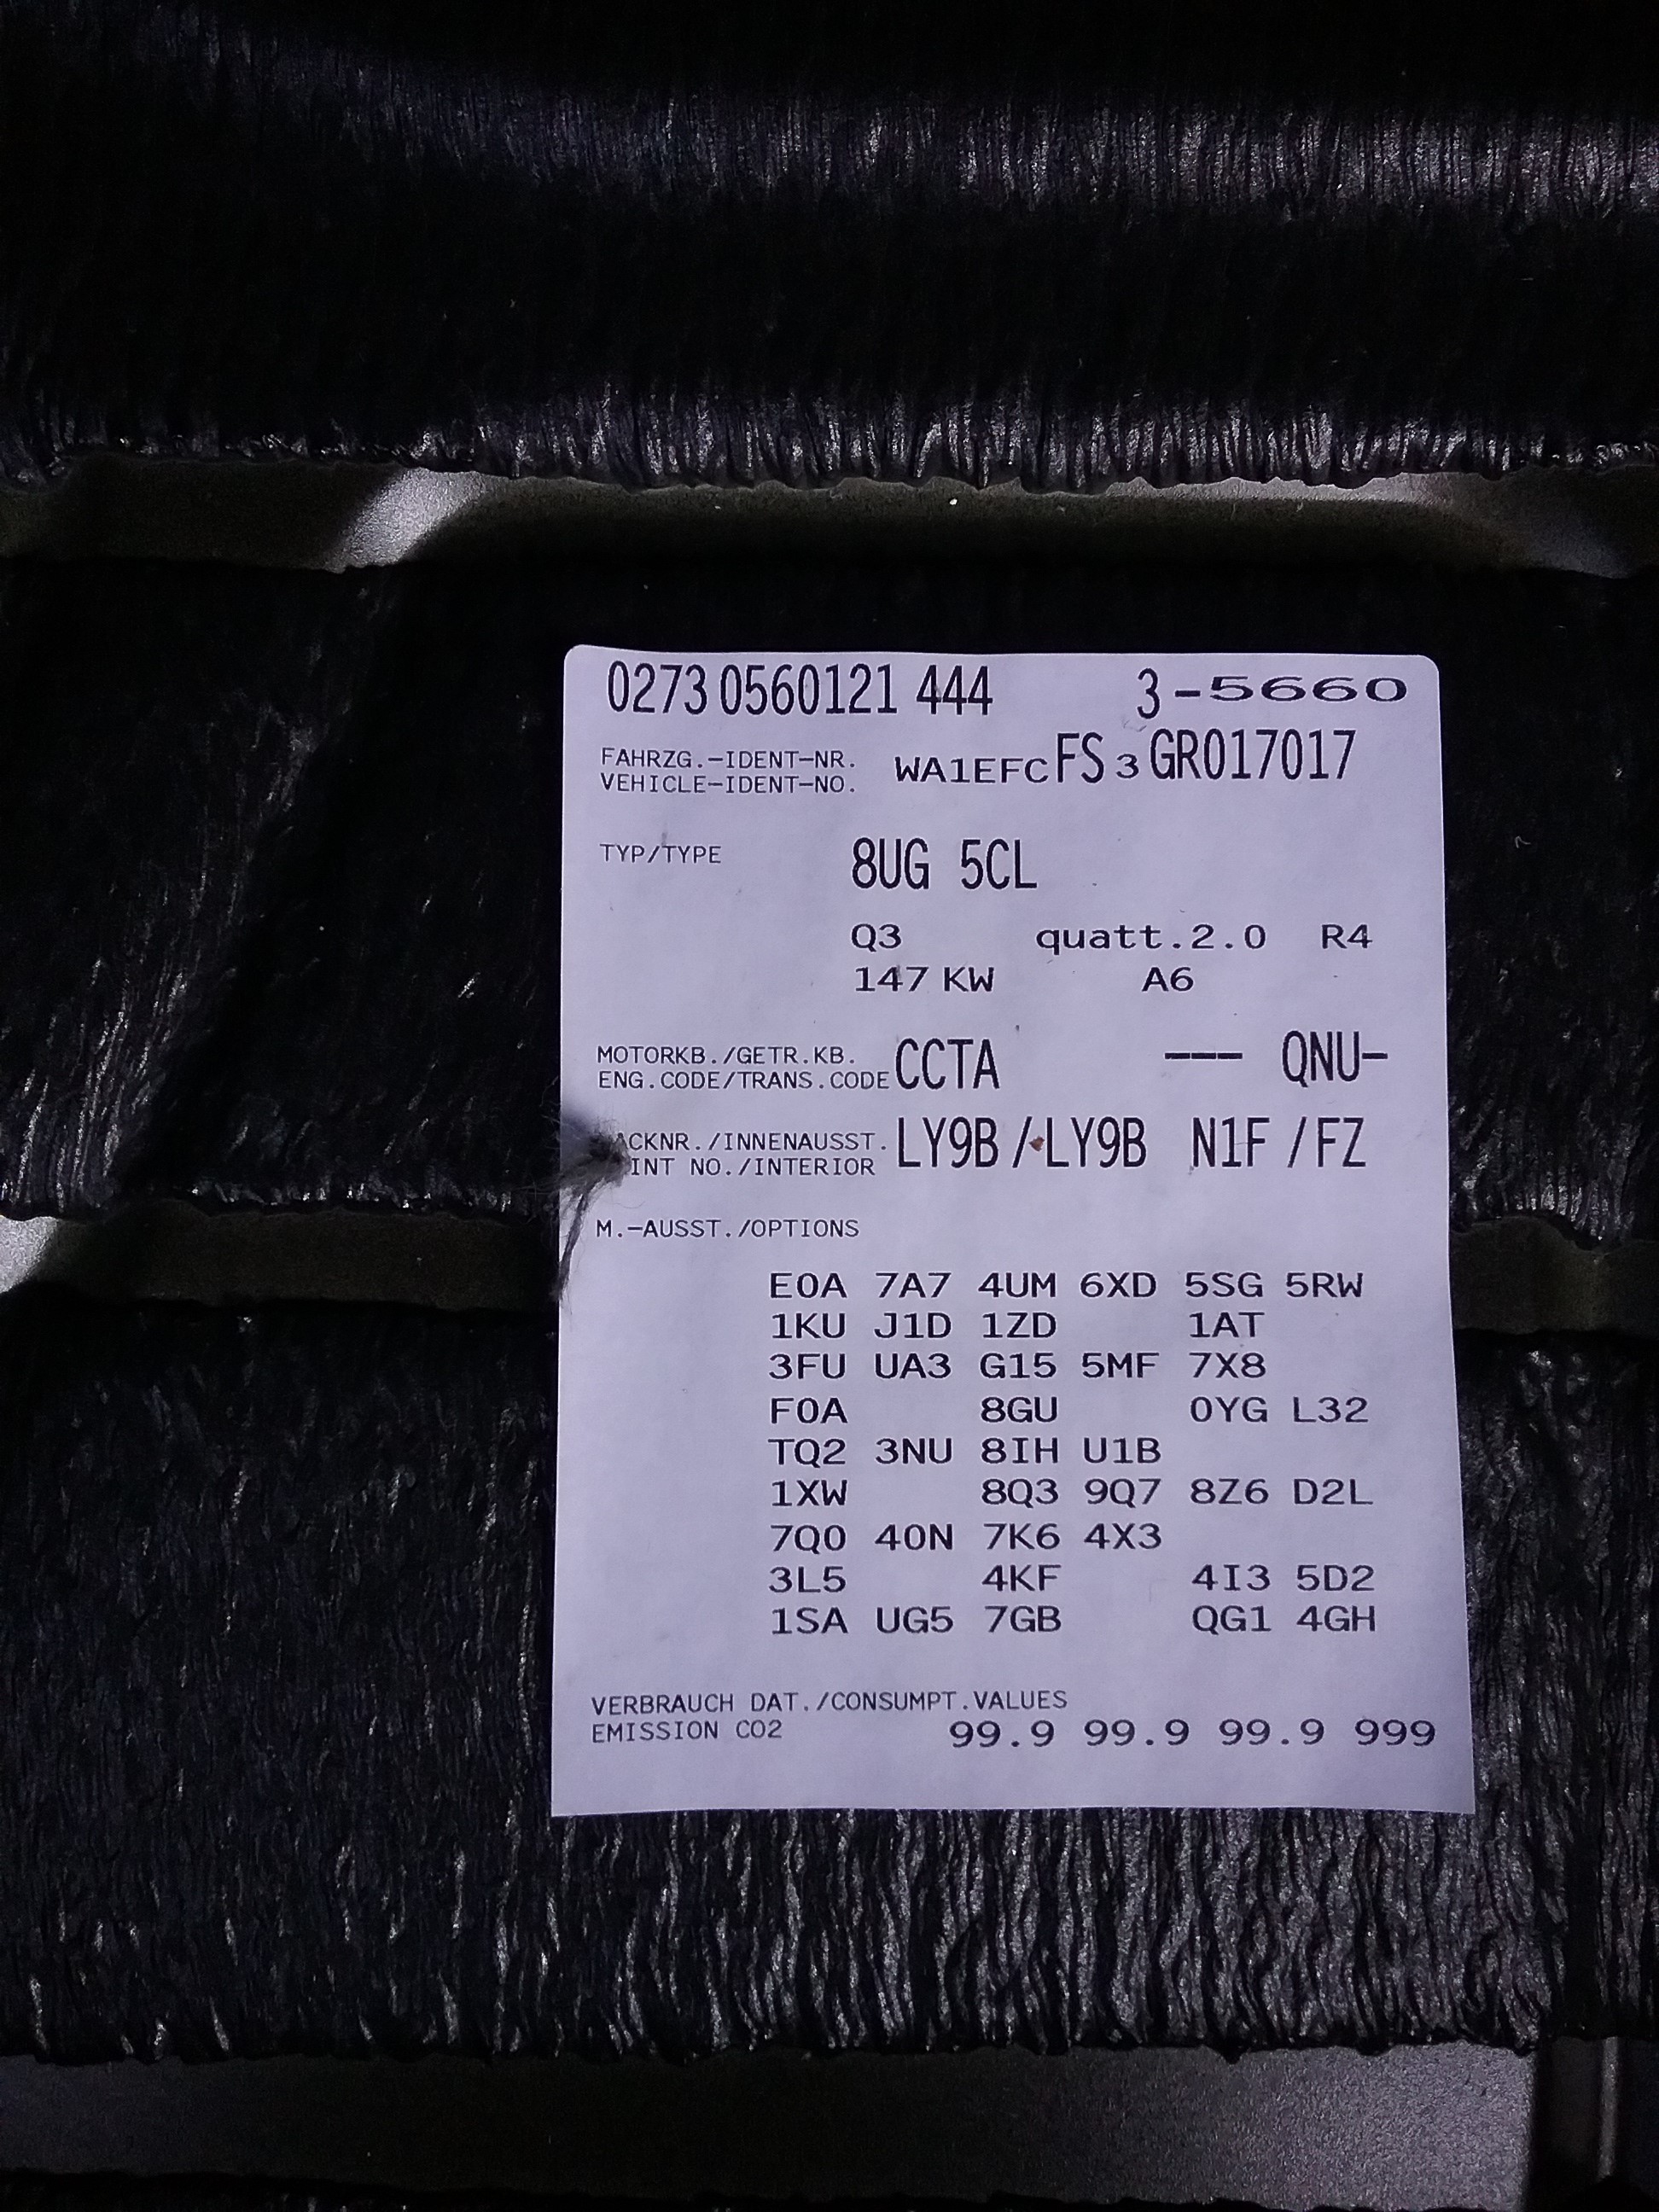 0273 0560121 444 3-5660
FAHRZG.-IDENT-NR.
VEHICLE-IDENT-NO. WA1EFCFS3GR017017
TYP/TYPE 8UG 5CL
Q3 quatt.2.0 R4
147 KW A6
MOTORKB./GETR.KB.
ENG.CODE/TRANS.CODE CCTA --- QNU-
ACKNR./INNENAUSST.
INT NO./INTERIOR LY9B/LY9B N1F/FZ
M.-AUSST./OPTIONS
E0A 7A7 4UM 6XD 5SG 5RW
1KU J1D 1ZD 1AT
3FU UA3 G15 5MF 7X8
F0A 8GU 0YG L32
TQ2 3NU 8IH U1B
1XW 8Q3 9Q7 8Z6 D2L
7Q0 40N 7K6 4X3
3L5 4KF 4I3 5D2
1SA UG5 7GB QG1 4GH
VERBRAUCH DAT./CONSUMPT.VALUES
EMISSION CO2 99.9 99.9 99.9 999